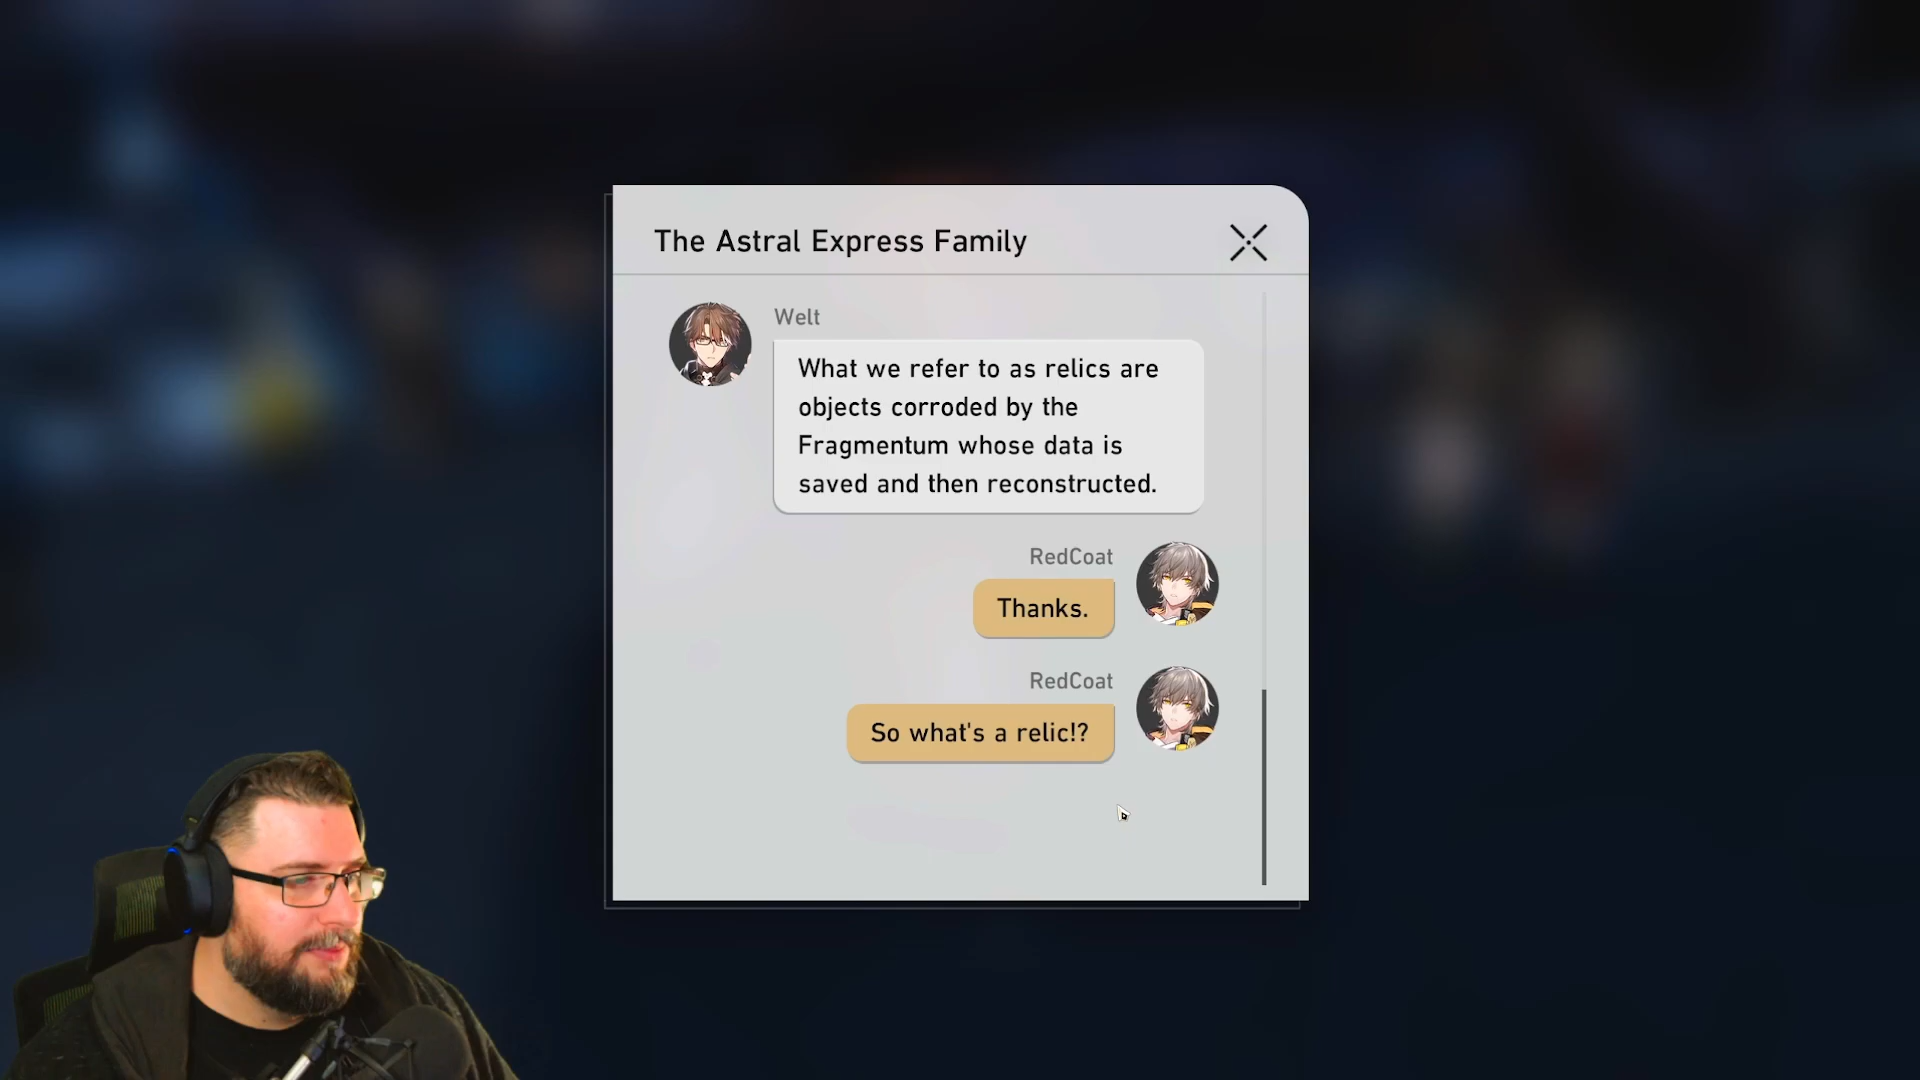 The Astral Express Family
Welt
What we refer to as relics are
objects corroded by the
Fragmentum whose data is
saved and then reconstructed.
RedCoat
Thanks.
RedCoat
So what's a relic!?